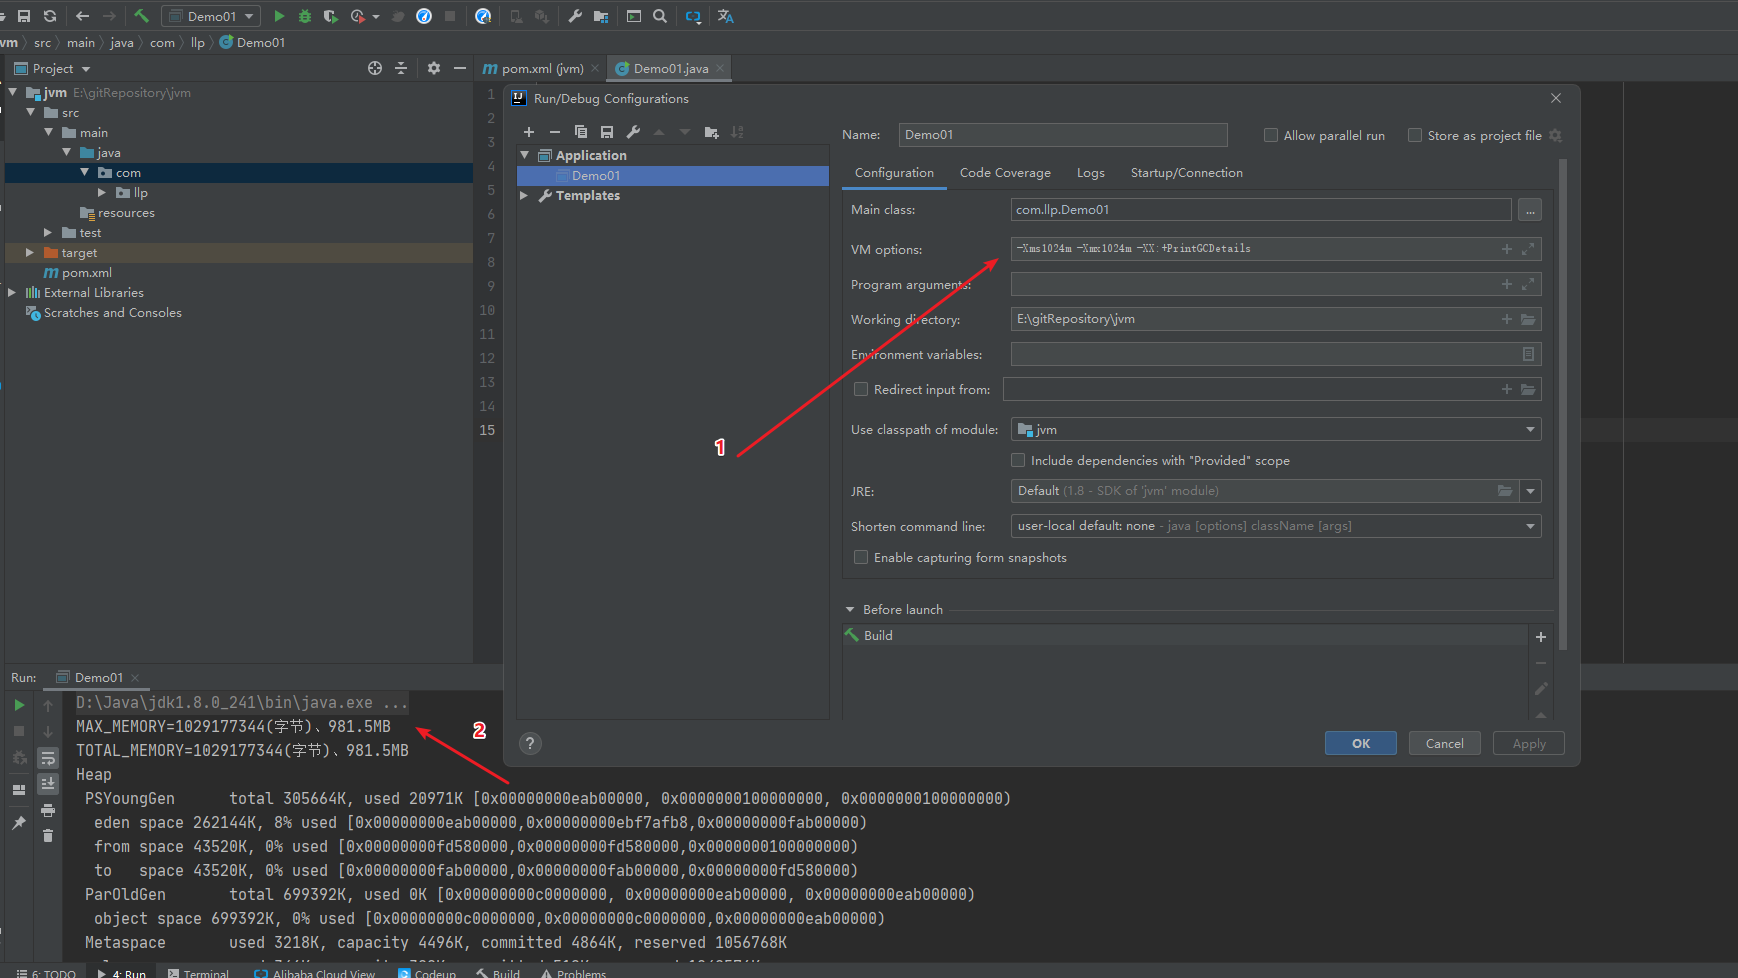 Demo01
vm 〉 src 〉 main 〉 java 〉 com 〉 llp 〉 Demo01
Project
pom.xml (jvm)
Demo01.java
jvm E:\gitRepository\jvm
src
main
java
com
llp
resources
test
target
pom.xml
External Libraries
Scratches and Consoles
1
2
3
4
5
6
7
8
9
10
11
12
13
14
15
Run/Debug Configurations
Application
Demo01
Templates
Name: Demo01
Allow parallel run
Store as project file
Configuration Code Coverage Logs Startup/Connection
Main class: com.llp.Demo01 ...
VM options: -Xms1024m -Xmx1024m -XX:+PrintGCDetails
Program arguments:
Working directory: E:\gitRepository\jvm
Environment variables:
Redirect input from:
Use classpath of module: jvm
Include dependencies with "Provided" scope
JRE: Default (1.8 - SDK of 'jvm' module)
Shorten command line: user-local default: none - java [options] className [args]
Enable capturing form snapshots
Before launch
Build
? OK Cancel Apply
1
2
Run: Demo01
D:\Java\jdk1.8.0_241\bin\java.exe ...
MAX_MEMORY=1029177344(字节)、981.5MB
TOTAL_MEMORY=1029177344(字节)、981.5MB
Heap
PSYoungGen total 305664K, used 20971K [0x00000000eab00000, 0x0000000100000000, 0x0000000100000000)
eden space 262144K, 8% used [0x00000000eab00000,0x00000000ebf7afb8,0x00000000fab00000)
from space 43520K, 0% used [0x00000000fd580000,0x00000000fd580000,0x0000000100000000)
to space 43520K, 0% used [0x00000000fab00000,0x00000000fab00000,0x00000000fd580000)
ParOldGen total 699392K, used 0K [0x00000000c0000000, 0x00000000eab00000, 0x00000000eab00000)
object space 699392K, 0% used [0x00000000c0000000,0x00000000c0000000,0x00000000eab00000)
Metaspace used 3218K, capacity 4496K, committed 4864K, reserved 1056768K
6: TODO 4: Run Terminal Alibaba Cloud View Codeup Build Problems